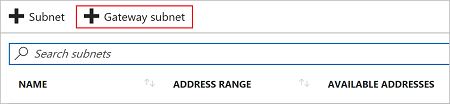 + Subnet + Gateway subnet
Search subnets
NAME ADDRESS RANGE AVAILABLE ADDRESSES